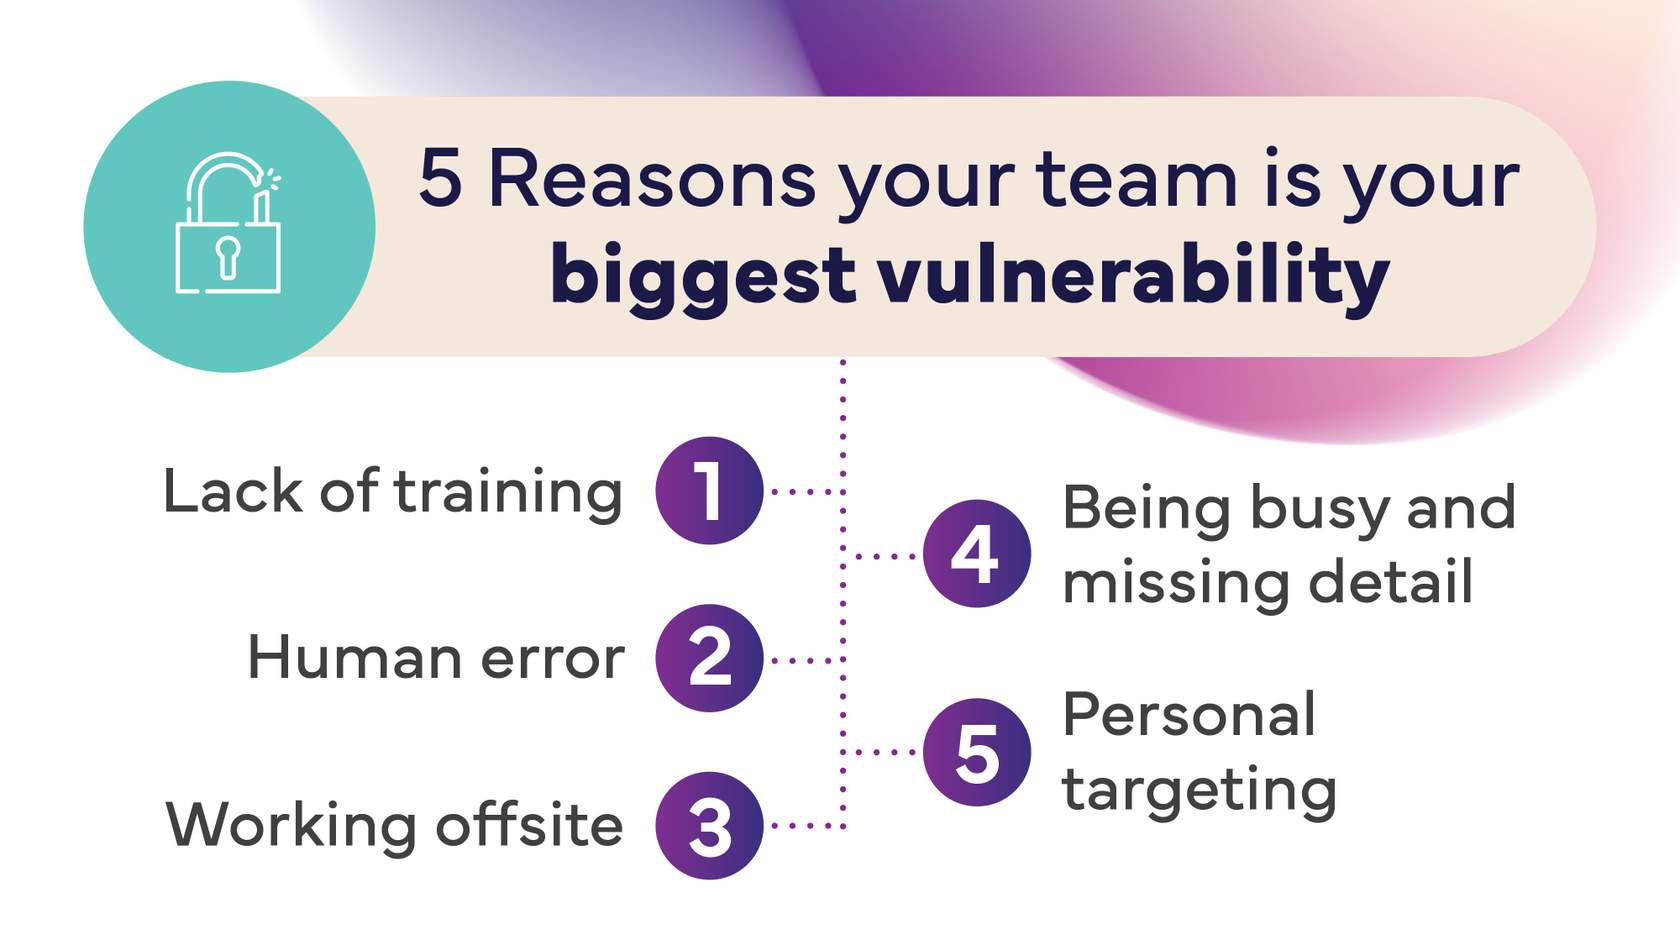 5 Reasons your team is your
biggest vulnerability
Lack of training
1
Human error
2
Working offsite
3
4
Being busy and
missing detail
5
Personal
targeting